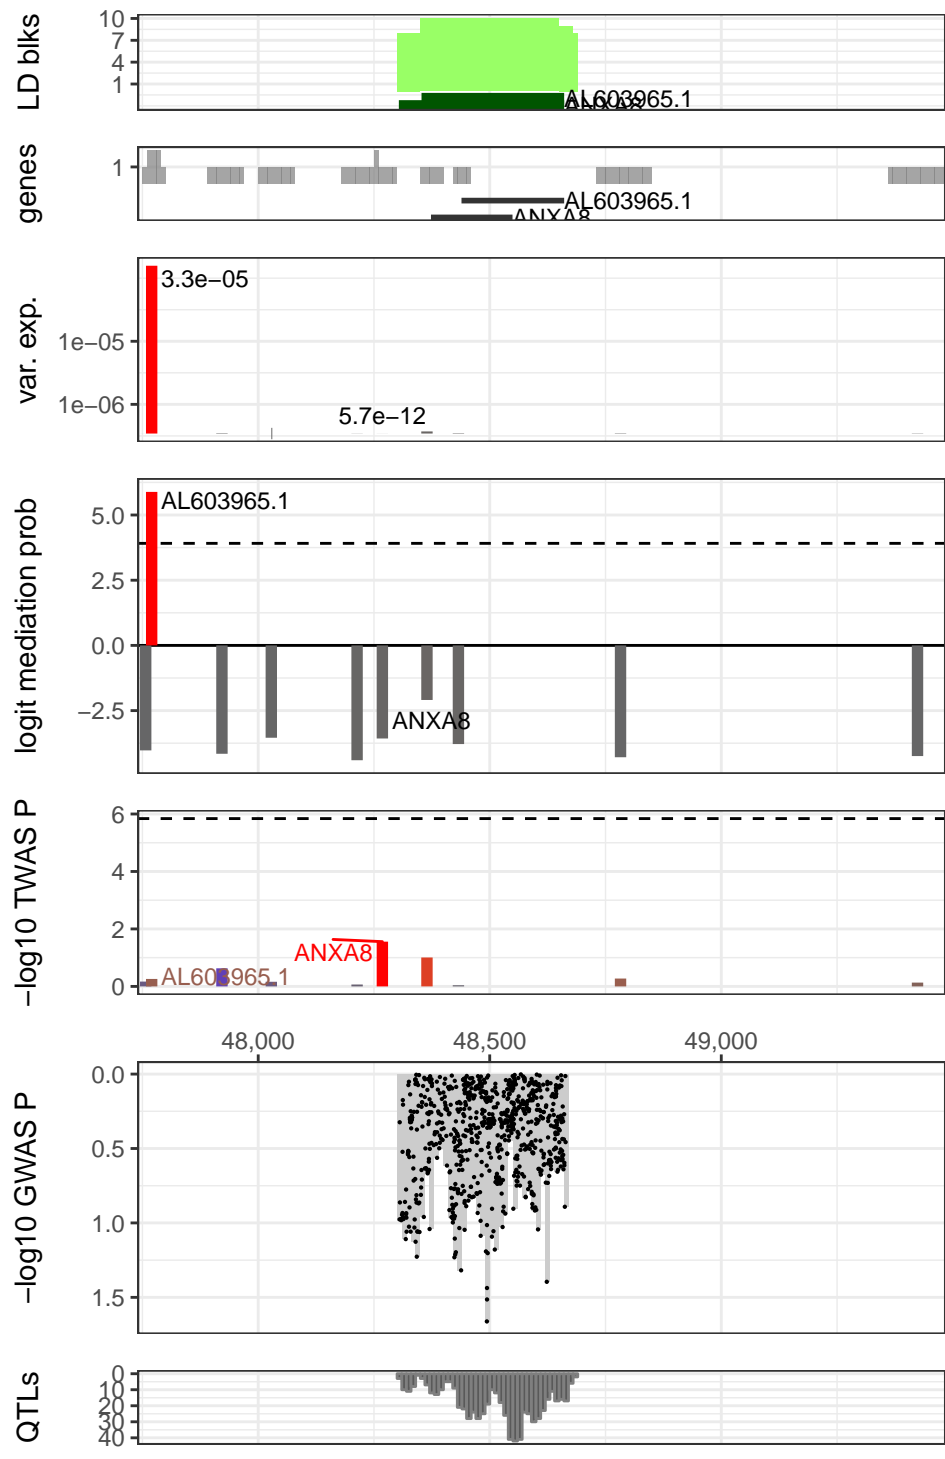 LD blks
10
7
4
1
AL603965.1
ANXA8
genes
1
AL603965.1
ANXA8
var. exp.
3.3e−05
1e−05
1e−06
5.7e−12
logit mediation prob
5.0
2.5
0.0
−2.5
AL603965.1
ANXA8
−log10 TWAS P
6
4
2
0
ANXA8
AL603965.1
48,000 48,500 49,000
−log10 GWAS P
0.0
0.5
1.0
1.5
QTLs
0
10
20
30
40